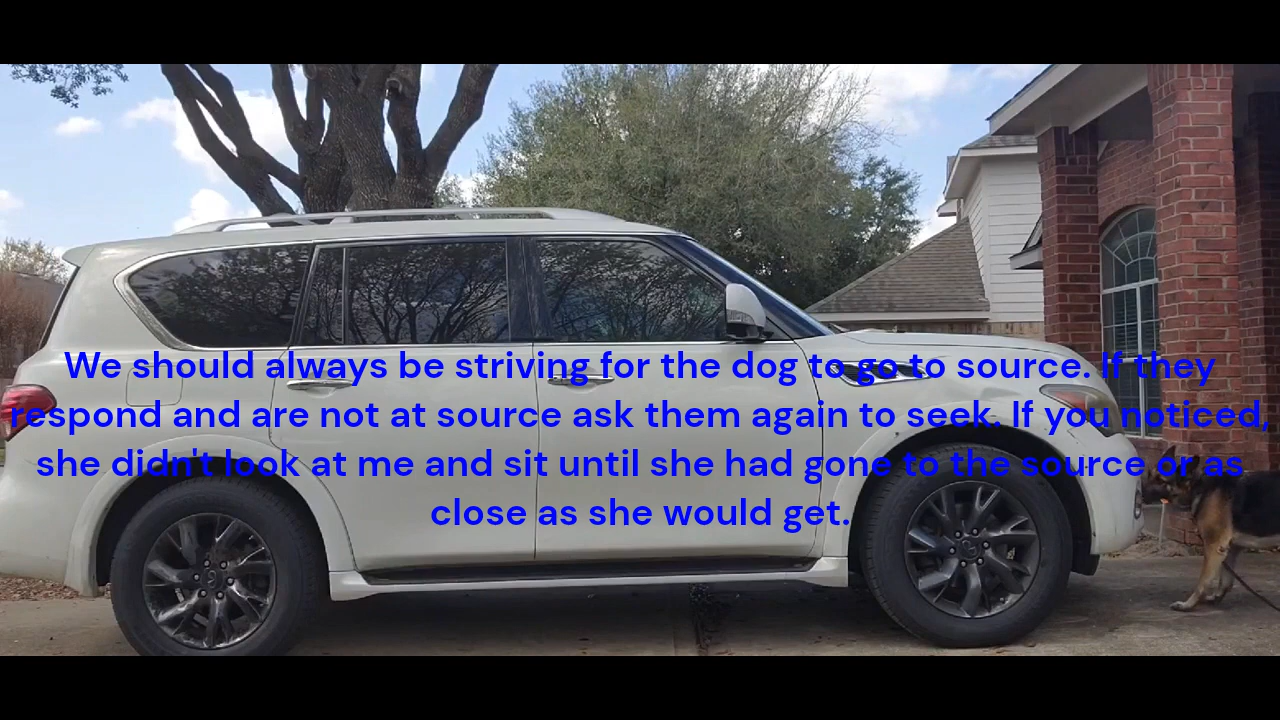 We should always be striving for the dog to go to source. If they
respond and are not at source ask them again to seek. If you noticed,
she didn't look at me and sit until she had gone to the source or as
close as she would get.